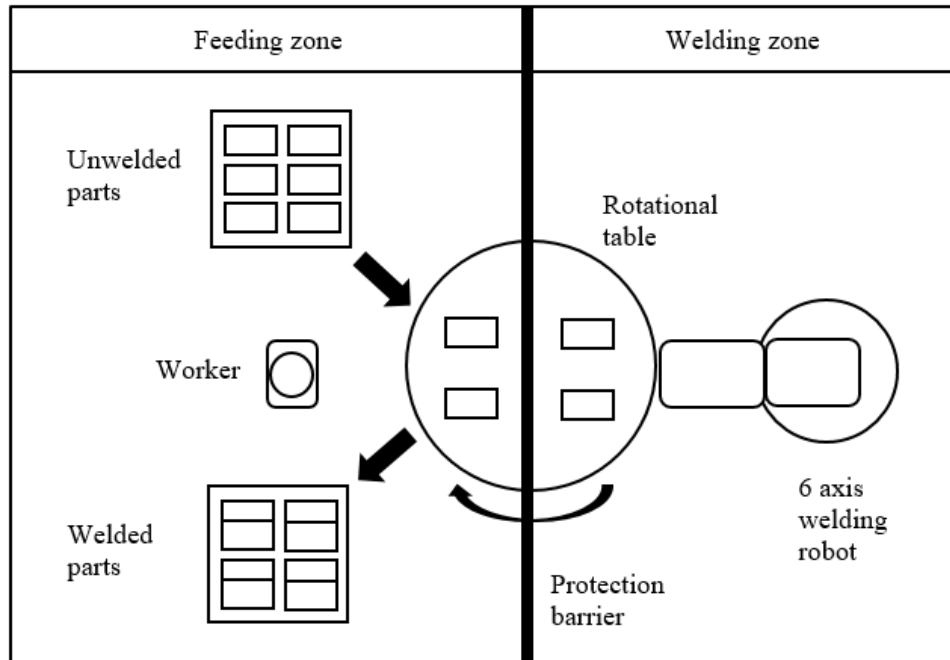 Feeding zone
Welding zone
Unwelded
parts
Rotational
table
Worker
Welded
parts
6 axis
welding
robot
Protection
barrier